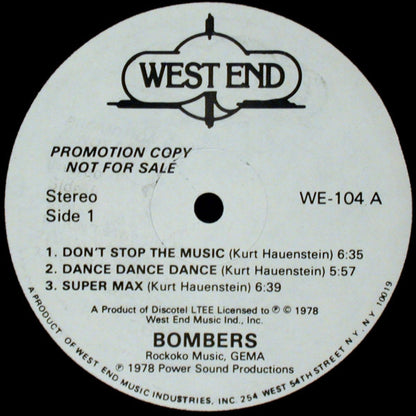 WEST END
PROMOTION COPY
NOT FOR SALE
Stereo
Side 1
WE-104 A
1. DON'T STOP THE MUSIC (Kurt Hauenstein) 6:35
2. DANCE DANCE DANCE (Kurt Hauenstein) 5:57
3. SUPER MAX (Kurt Hauenstein) 6:39
A Product of Discotel LTEE Licensed to ℗ © 1978
West End Music Ind., Inc.
BOMBERS
Rockoko Music, GEMA
℗ 1978 Power Sound Productions
A PRODUCT OF WEST END MUSIC INDUSTRIES, INC. 254 WEST 54TH STREET N.Y. N.Y. 10019